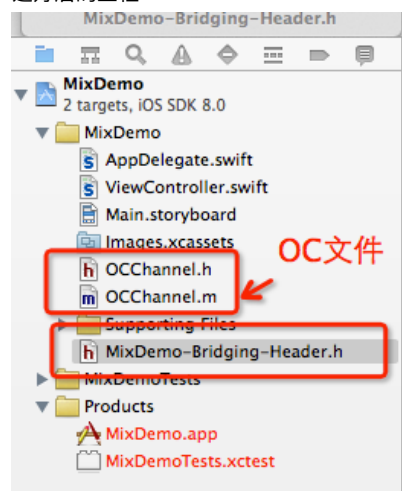 MixDemo-Bridging-Header.h
MixDemo
2 targets, iOS SDK 8.0
MixDemo
AppDelegate.swift
ViewController.swift
Main.storyboard
Images.xcassets
OC文件
OCChannel.h
OCChannel.m
Supporting Files
MixDemo-Bridging-Header.h
MixDemoTests
Products
MixDemo.app
MixDemoTests.xctest